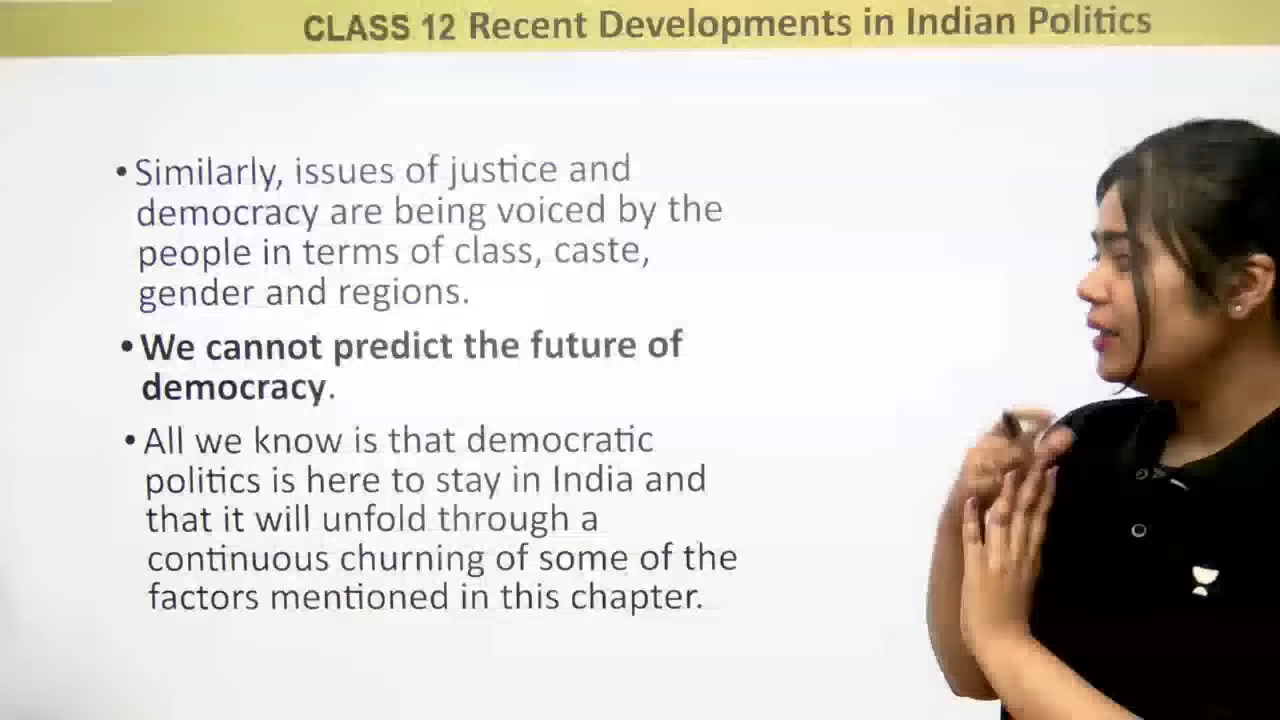 CLASS 12 Recent Developments in Indian Politics
• Similarly, issues of justice and
democracy are being voiced by the
people in terms of class, caste,
gender and regions.
• We cannot predict the future of
democracy.
• All we know is that democratic
politics is here to stay in India and
that it will unfold through a
continuous churning of some of the
factors mentioned in this chapter.